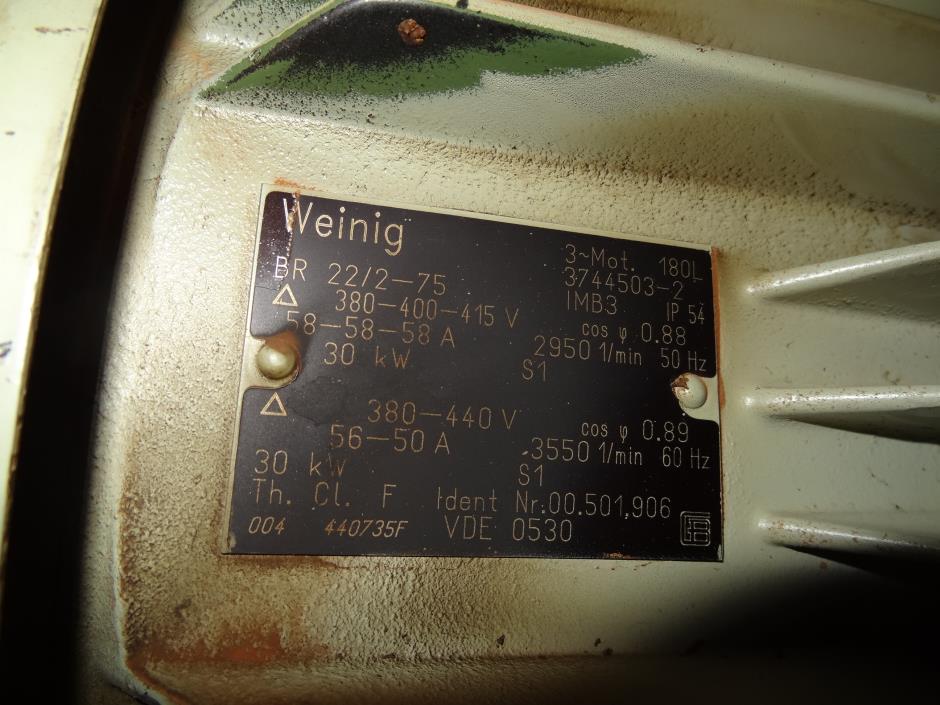 Weinig
3~Mot. 180L
BR 22/2-75 3744503-2
△ 380-400-415 V IMB3 IP 54
58-58-58 A cos φ 0.88
30 kW 2950 1/min 50 Hz
S1
△ 380-440 V
56-50 A cos φ 0.89
30 kW 3550 1/min 60 Hz
S1
Th. Cl. F Ident Nr.00.501,906
004 440735F VDE 0530